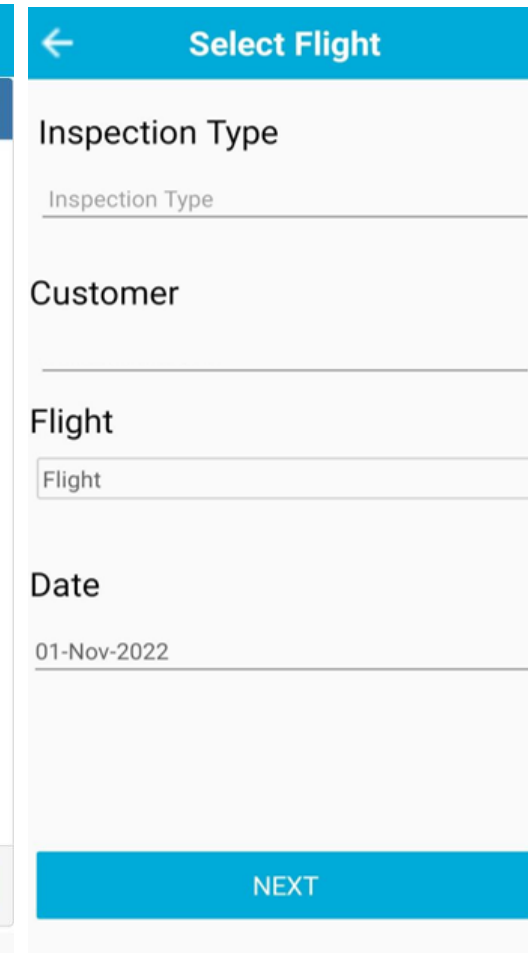 Select Flight
Inspection Type
Inspection Type
Customer
Flight
Flight
Date
01-Nov-2022
NEXT